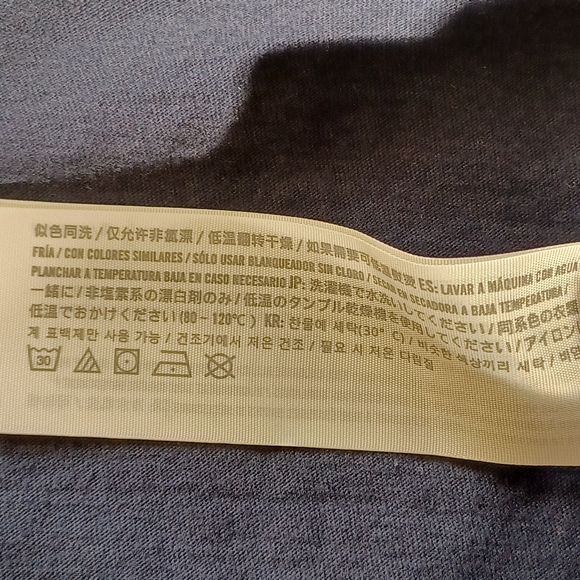 似色同洗 / 仅允许非氯漂 / 低温翻转干燥 / 如果需要可低温熨烫 ES: LAVAR A MÁQUINA CON AGUA
FRÍA / CON COLORES SIMILARES / SÓLO USAR BLANQUEADOR SIN CLORO / SECON EN SECADORA A BAJA TEMPERATURA /
PLANCHAR A TEMPERATURA BAJA EN CASO NECESARIO JP: 洗濯機で水洗いしてください / 同系色の衣類
一緒に / 非塩素系の漂白剤のみ / 低温のタンブル乾燥機を使用してください / アイロン
低温でおかけください(80-120℃) KR: 찬물에 세탁(30° C) / 비슷한 색상끼리 세탁 /
계 표백제만 사용 가능 / 건조기에서 저온 건조 / 필요 시 저온 다림질
30